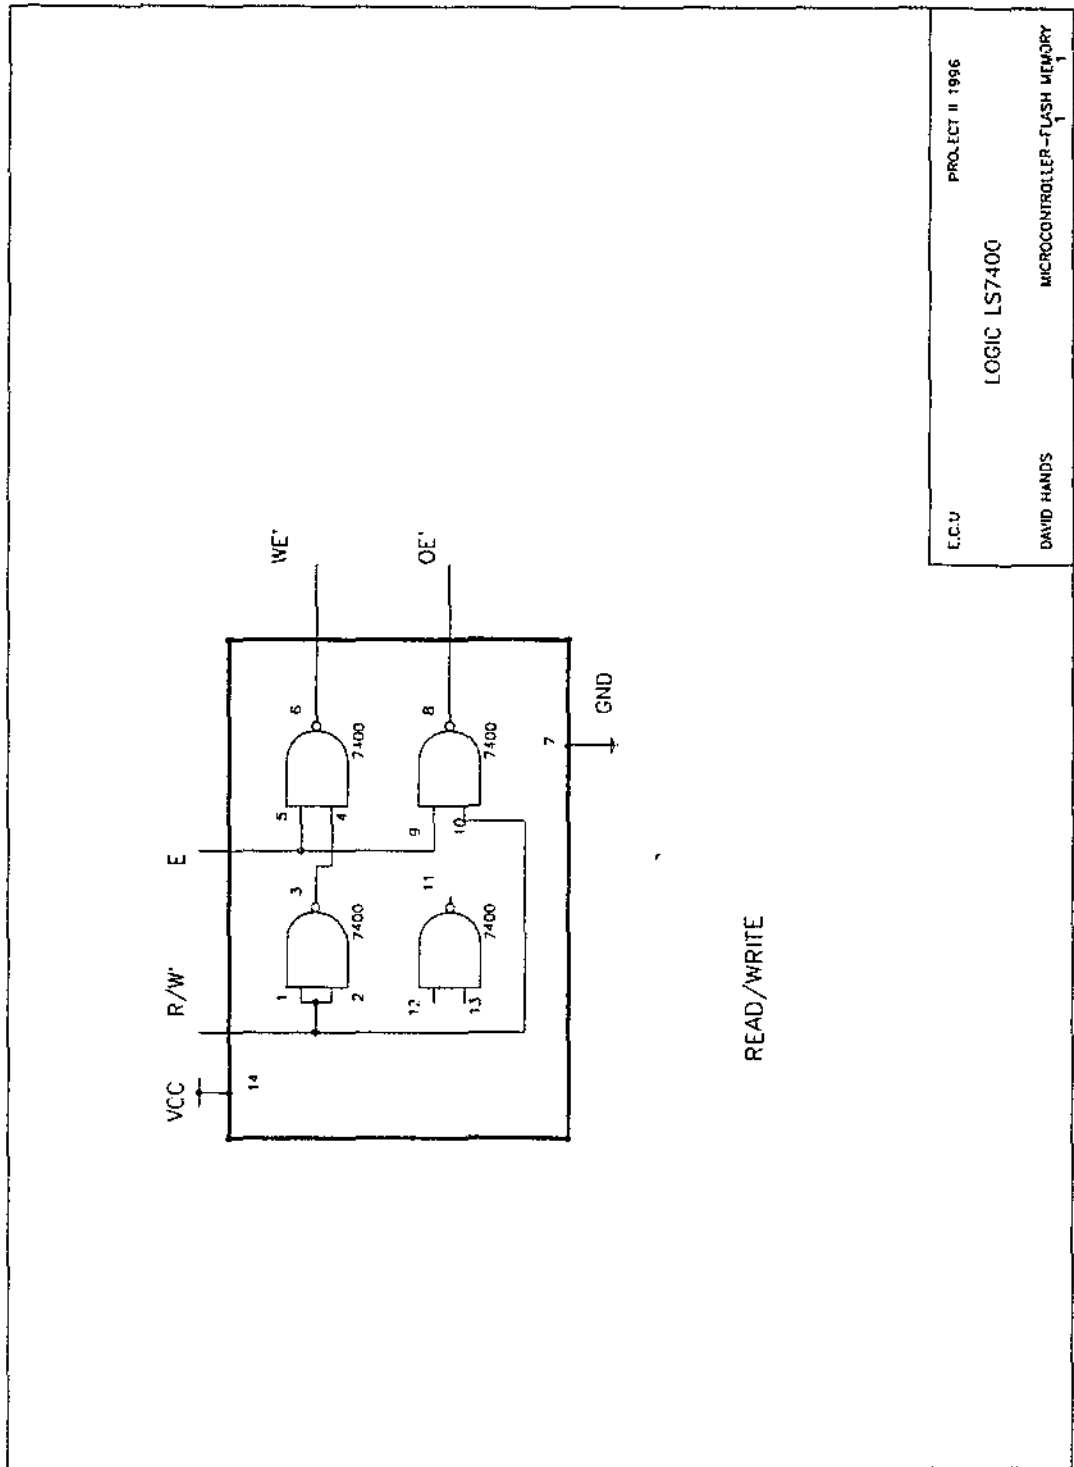 VCC
R/W'
E
14
1
2
3
7400
5
4
6
7400
WE'
12
13
11
7400
9
10
8
7400
OE'
7
GND
READ/WRITE
E.C.U PROJECT II 1996
LOGIC LS7400
DAVID HANDS MICROCONTROLLER-FLASH MEMORY
1 1